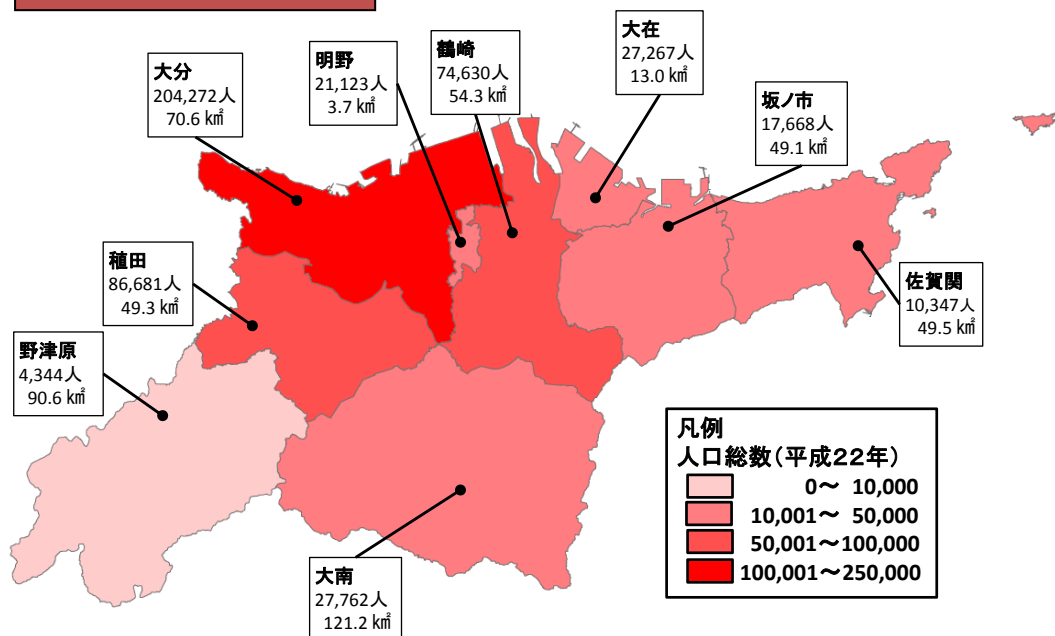 大分
204,272人
70.6 ㎢
明野
21,123人
3.7 ㎢
鶴崎
74,630人
54.3 ㎢
大在
27,267人
13.0 ㎢
坂ノ市
17,668人
49.1 ㎢
稙田
86,681人
49.3 ㎢
佐賀関
10,347人
49.5 ㎢
野津原
4,344人
90.6 ㎢
大南
27,762人
121.2 ㎢
凡例
人口総数(平成22年)
0～ 10,000
10,001～ 50,000
50,001～100,000
100,001～250,000